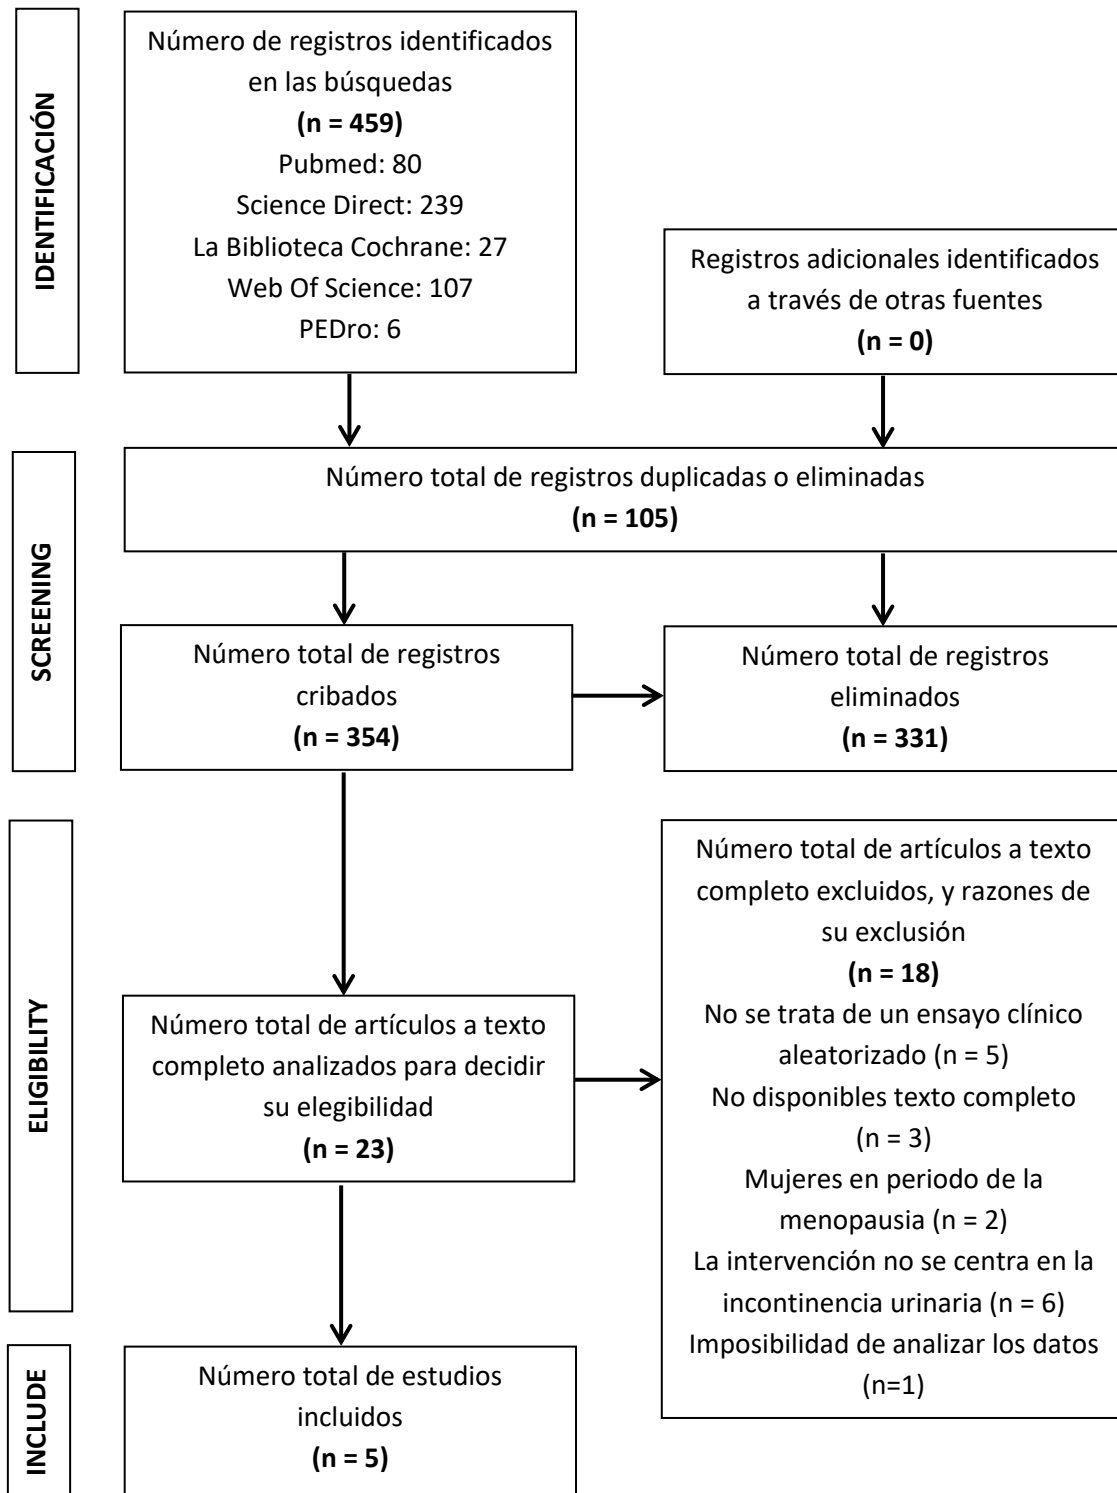 IDENTIFICACIÓN
Número de registros identificados
en las búsquedas
(n = 459)
Pubmed: 80
Science Direct: 239
La Biblioteca Cochrane: 27
Web Of Science: 107
PEDro: 6
Registros adicionales identificados
a través de otras fuentes
(n = 0)
SCREENING
Número total de registros duplicadas o eliminadas
(n = 105)
Número total de registros
cribados
(n = 354)
Número total de registros
eliminados
(n = 331)
ELIGIBILITY
Número total de artículos a texto
completo analizados para decidir
su elegibilidad
(n = 23)
Número total de artículos a texto
completo excluidos, y razones de
su exclusión
(n = 18)
No se trata de un ensayo clínico
aleatorizado (n = 5)
No disponibles texto completo
(n = 3)
Mujeres en periodo de la
menopausia (n = 2)
La intervención no se centra en la
incontinencia urinaria (n = 6)
Imposibilidad de analizar los datos
(n=1)
INCLUDE
Número total de estudios
incluidos
(n = 5)